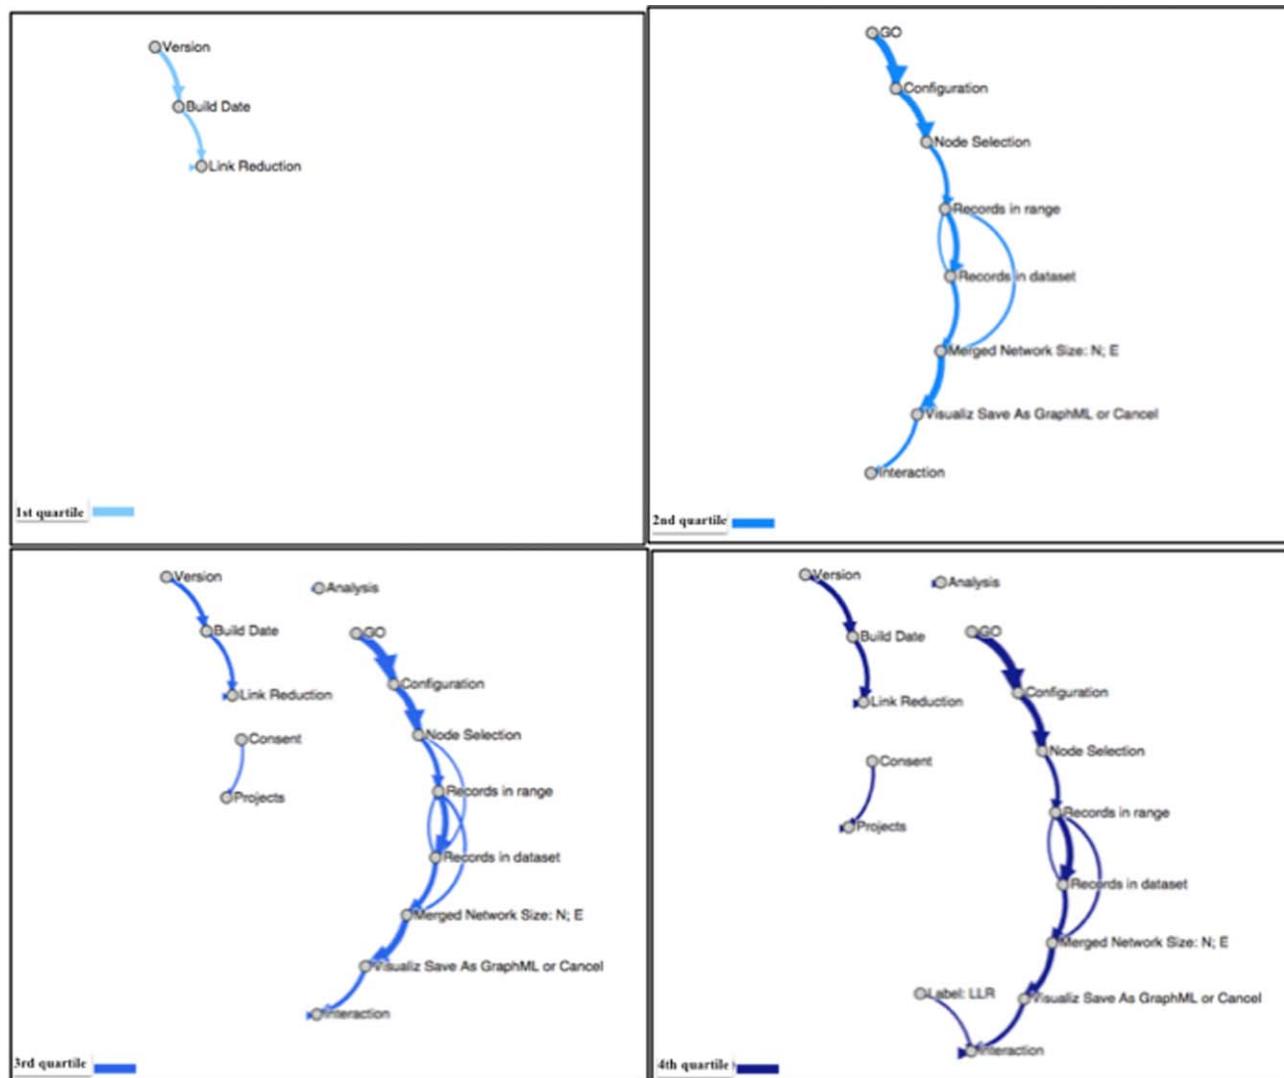 Version
Build Date
Link Reduction
1st quartile
GO
Configuration
Node Selection
Records in range
Records in dataset
Merged Network Size: N; E
Visualiz Save As GraphML or Cancel
Interaction
2nd quartile
Version
Analysis
GO
Build Date
Configuration
Link Reduction
Node Selection
Consent
Records in range
Projects
Records in dataset
Merged Network Size: N; E
Visualiz Save As GraphML or Cancel
Interaction
3rd quartile
Version
Analysis
GO
Build Date
Configuration
Link Reduction
Node Selection
Consent
Records in range
Projects
Records in dataset
Merged Network Size: N; E
Label: LLR
Visualiz Save As GraphML or Cancel
Interaction
4th quartile